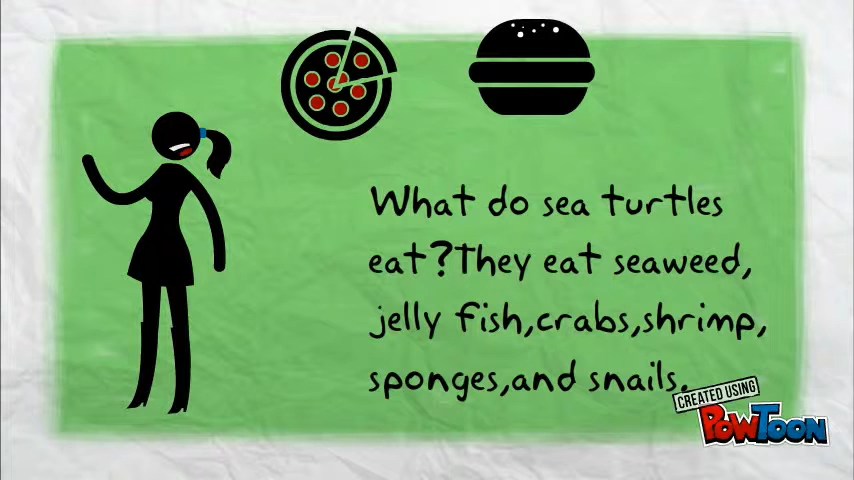 What do sea turtles
eat?They eat seaweed,
jelly fish,crabs,shrimp,
sponges,and snails.
CREATED USING
POWTOON